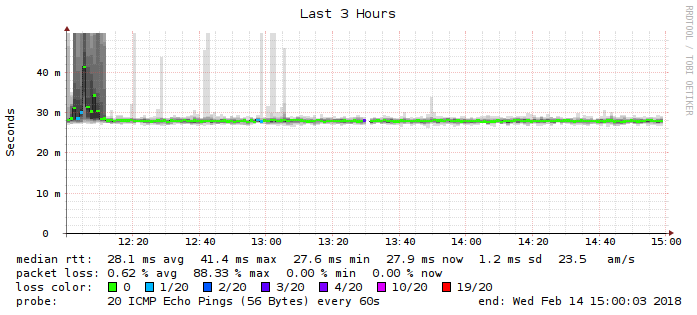 Last 3 Hours
RRDTOOL / TOBI OETIKER
Seconds
40 m
30 m
20 m
10 m
0
12:20 12:40 13:00 13:20 13:40 14:00 14:20 14:40 15:00
median rtt: 28.1 ms avg 41.4 ms max 27.6 ms min 27.9 ms now 1.2 ms sd 23.5 am/s
packet loss: 0.62 % avg 88.33 % max 0.00 % min 0.00 % now
loss color: 0 1/20 2/20 3/20 4/20 10/20 19/20
probe: 20 ICMP Echo Pings (56 Bytes) every 60s end: Wed Feb 14 15:00:03 2018